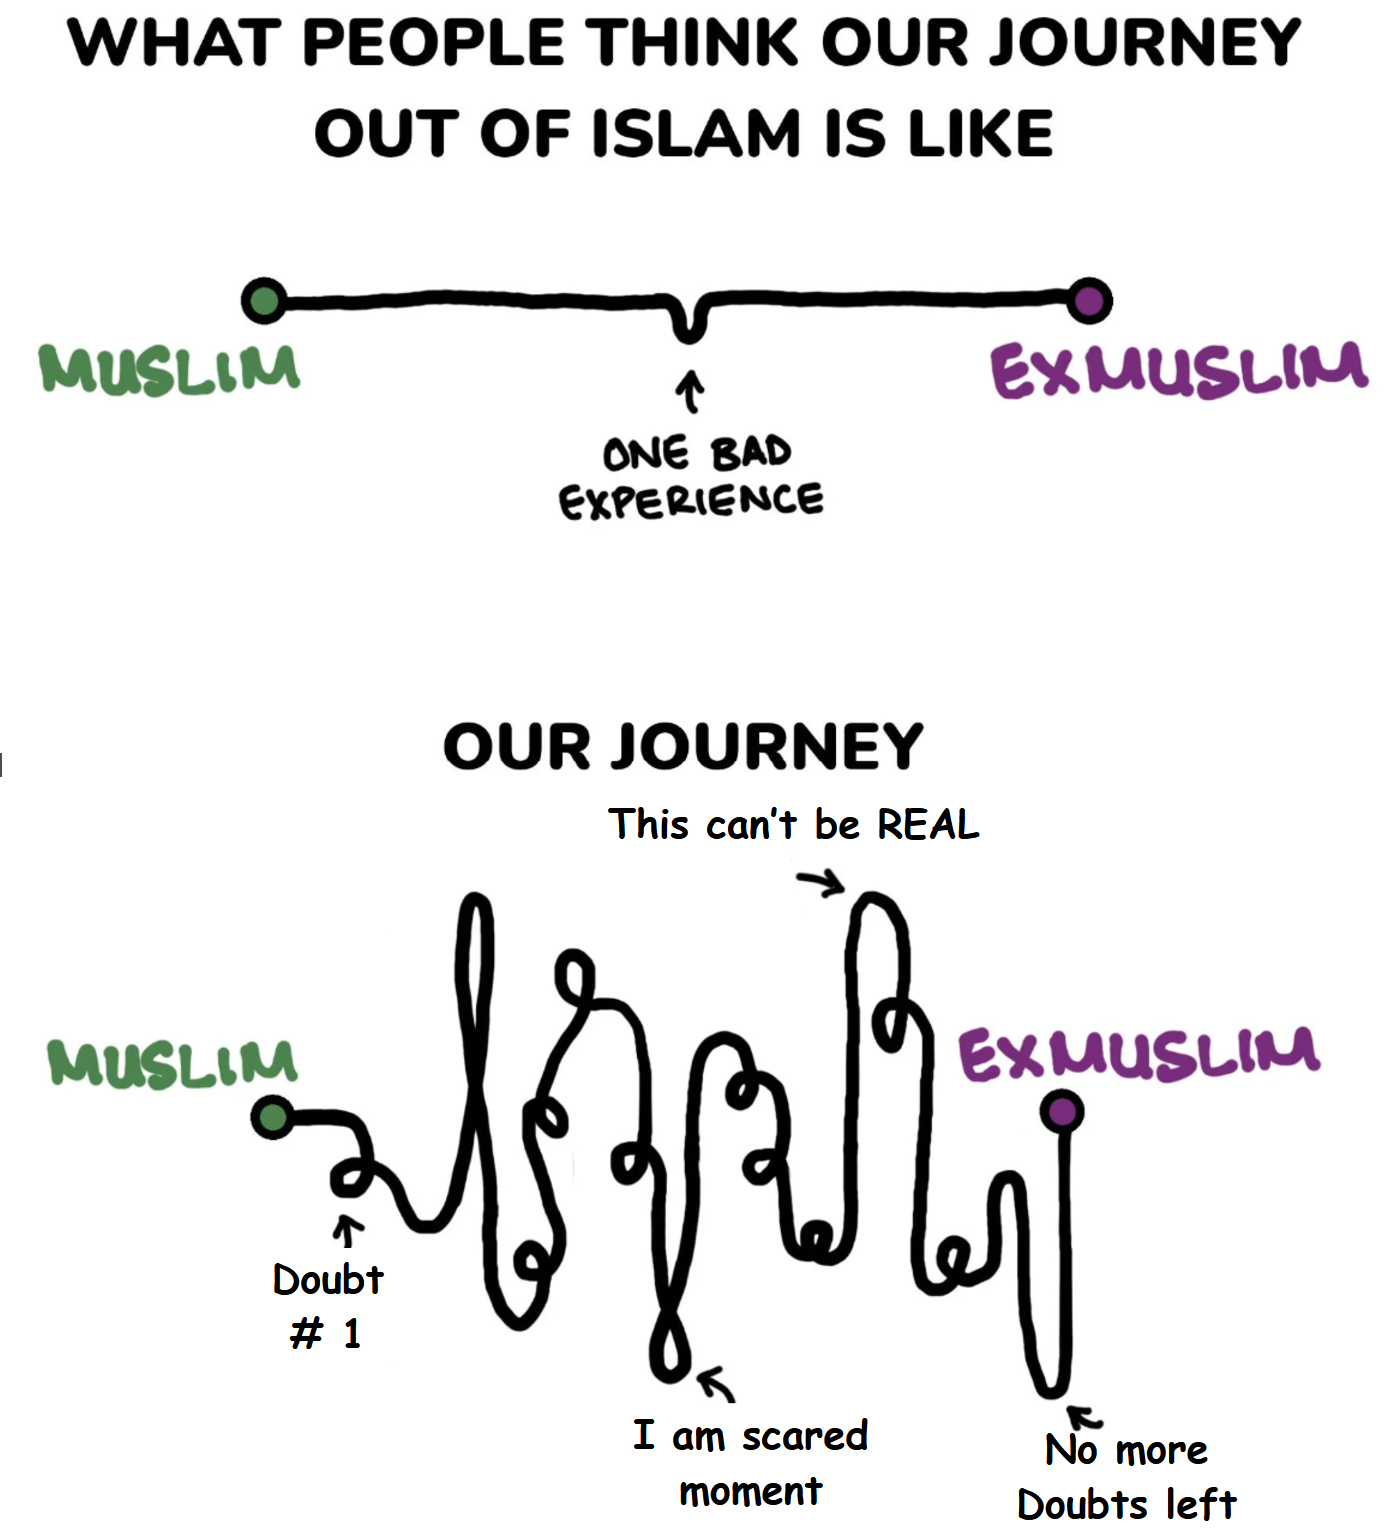 WHAT PEOPLE THINK OUR JOURNEY
OUT OF ISLAM IS LIKE
MUSLIM
EXMUSLIM
ONE BAD
EXPERIENCE
OUR JOURNEY
This can't be REAL
MUSLIM
EXMUSLIM
Doubt
# 1
I am scared
moment
No more
Doubts left